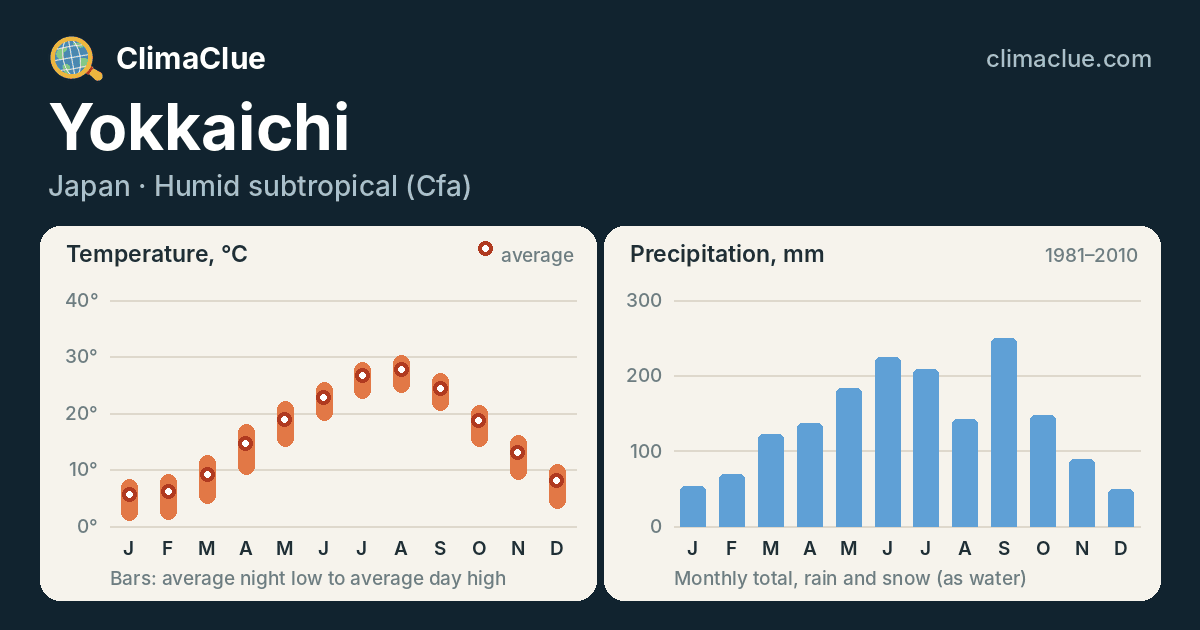 ClimaClue
climaclue.com
Yokkaichi
Japan · Humid subtropical (Cfa)
Temperature, °C
average
40°
30°
20°
10°
0°
J F M A M J J A S O N D
Bars: average night low to average day high
Precipitation, mm
1981–2010
300
200
100
0
J F M A M J J A S O N D
Monthly total, rain and snow (as water)